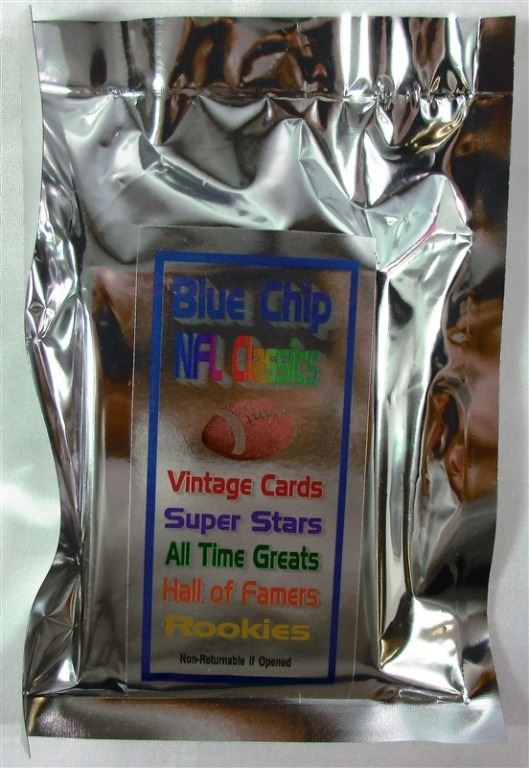 Blue Chip
NFL Classics
Vintage Cards
Super Stars
All Time Greats
Hall of Famers
Rookies
Non-Returnable if Opened